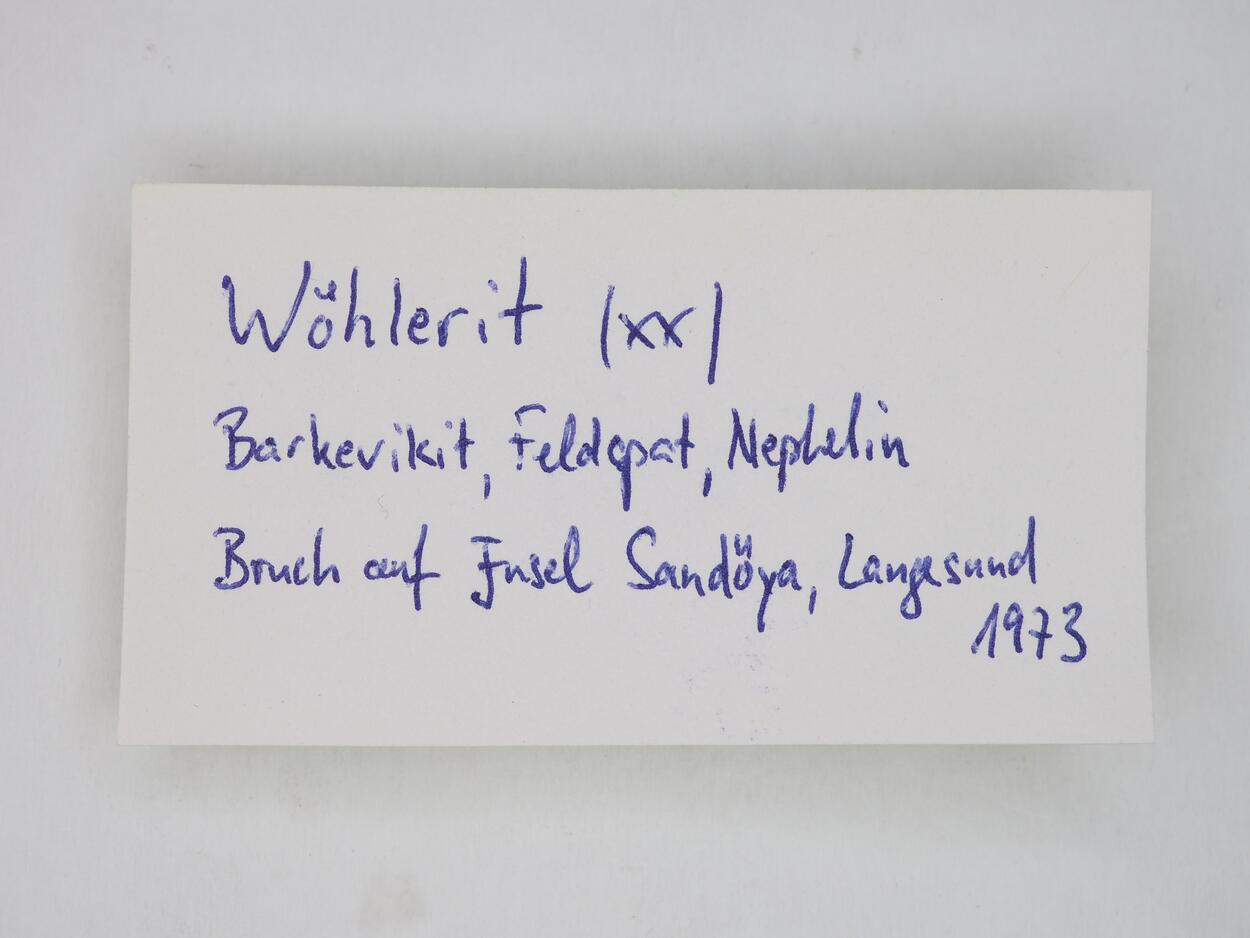 Wöhlerit (xx)
Barkevikit, Feldspat, Nephelin
Bruch auf Insel Sandöya, Langesund
1973